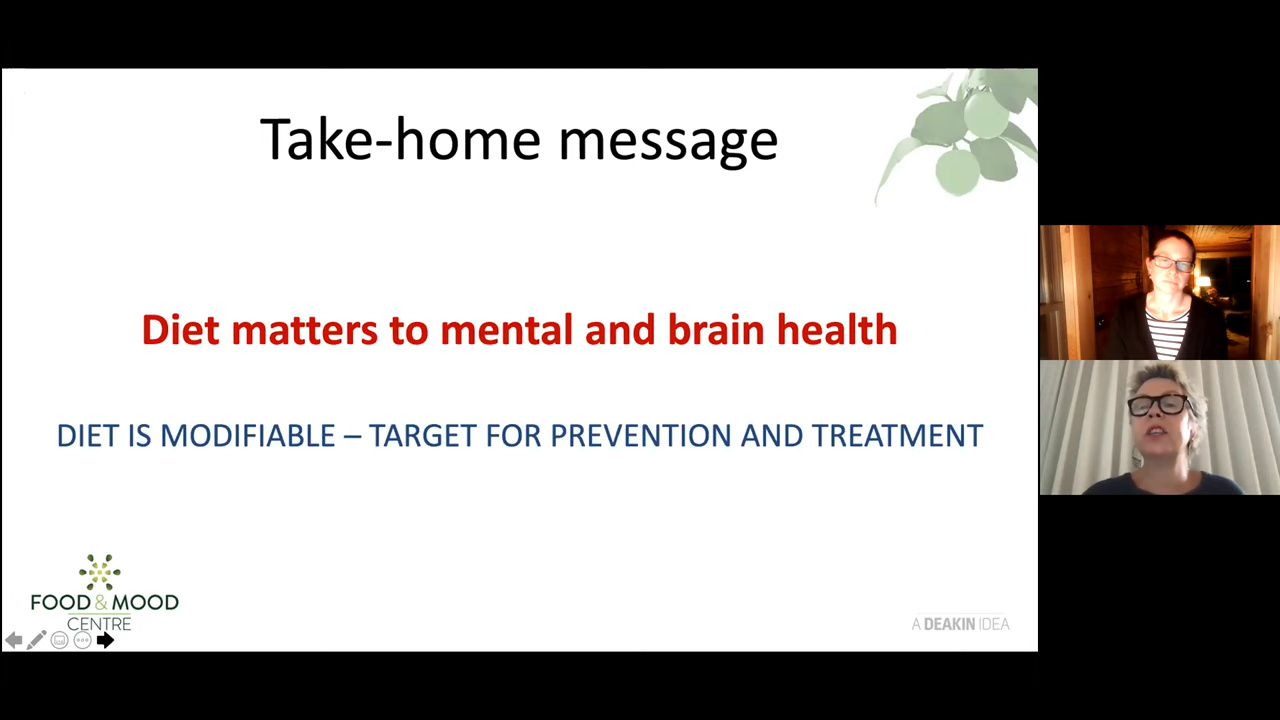 Take-home message
Diet matters to mental and brain health
DIET IS MODIFIABLE – TARGET FOR PREVENTION AND TREATMENT
FOOD & MOOD
CENTRE
A DEAKIN IDEA